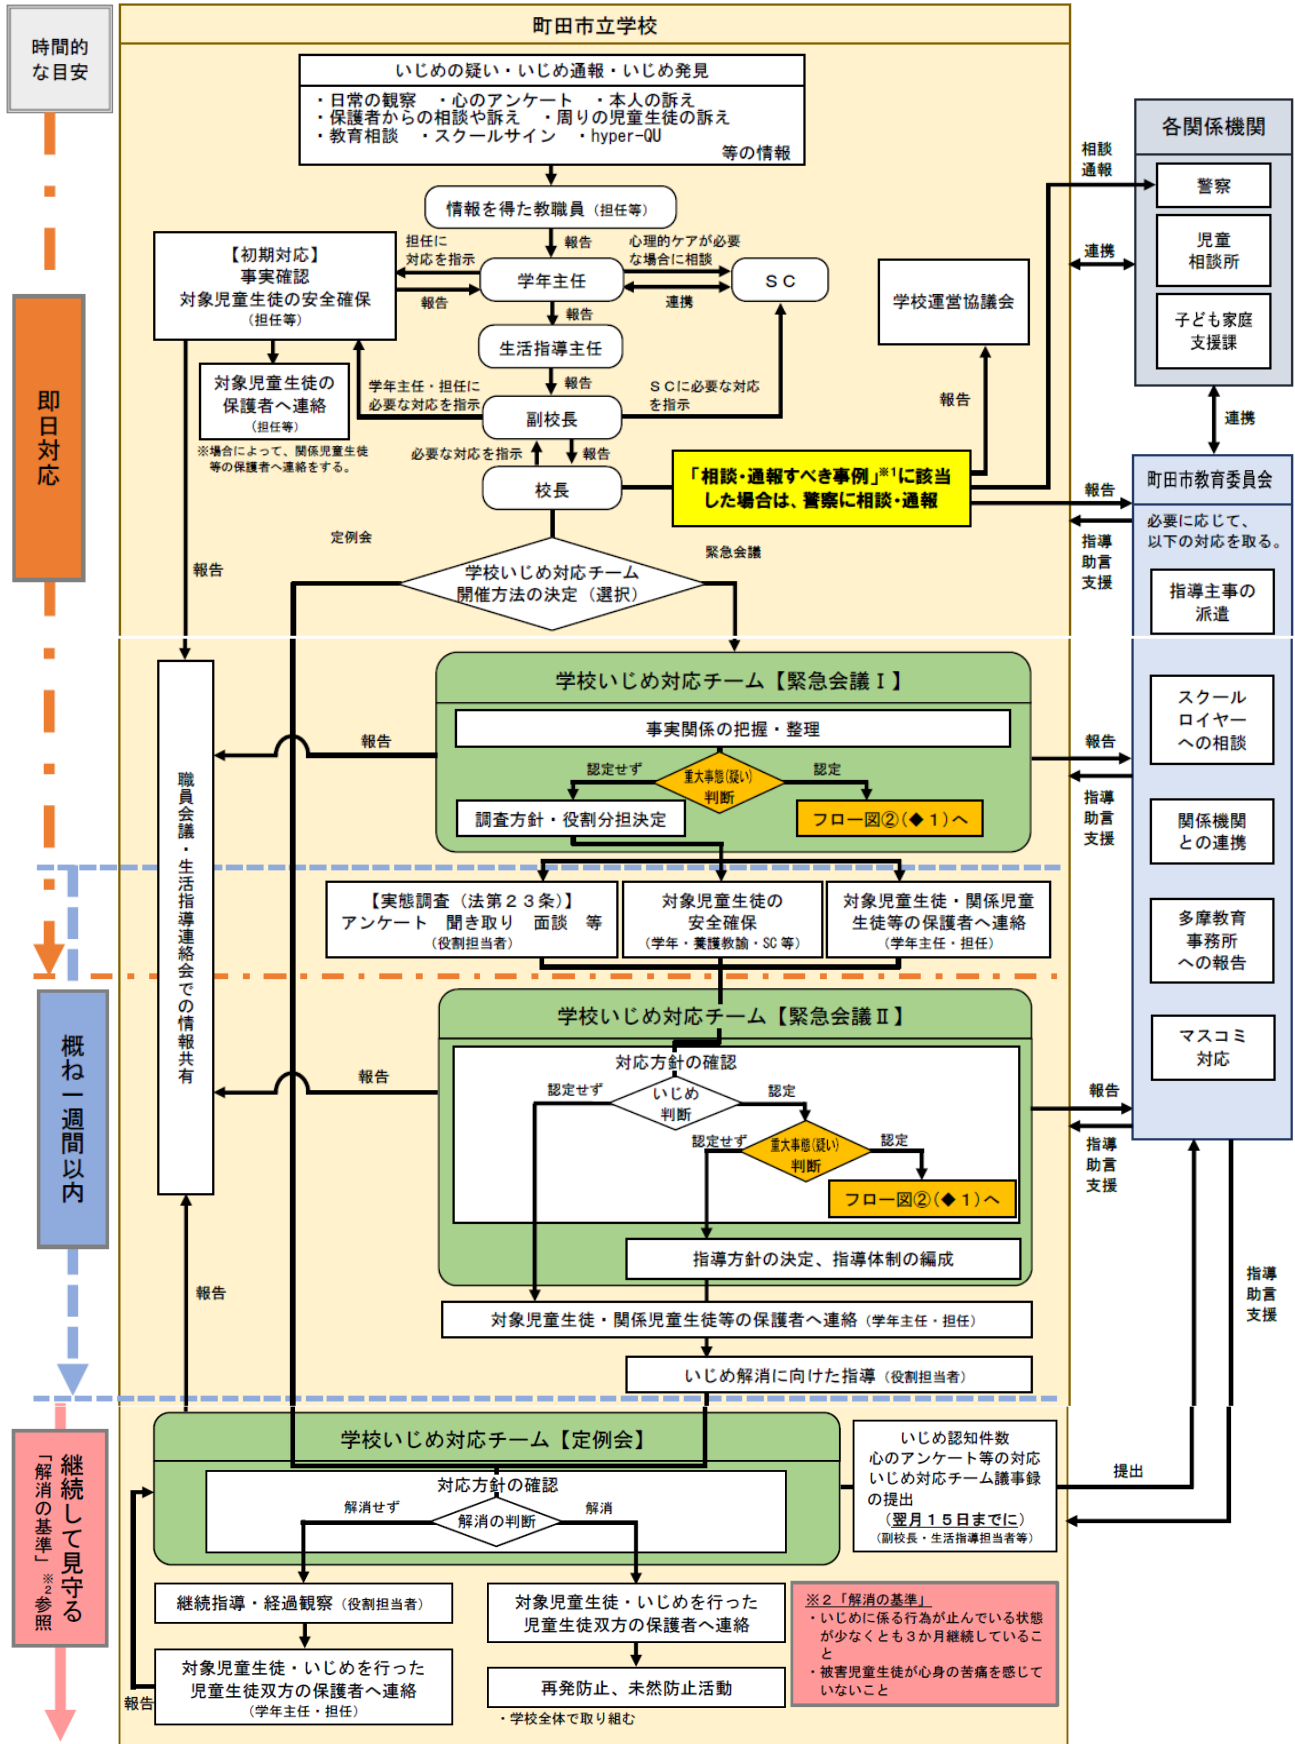 時間的
な目安
町田市立学校
いじめの疑い・いじめ通報・いじめ発見
・日常の観察　・心のアンケート　・本人の訴え
・保護者からの相談や訴え　・周りの児童生徒の訴え
・教育相談　・スクールサイン　・hyper-QU
等の情報
情報を得た教職員（担任等）
報告
担任に
対応を指示
心理的ケアが必要
な場合に相談
【初期対応】
事実確認
対象児童生徒の安全確保
（担任等）
学年主任
ＳＣ
報告
連携
報告
生活指導主任
報告
対象児童生徒の
保護者へ連絡
（担任等）
※場合によって、関係児童生徒
等の保護者へ連絡をする。
学年主任・担任に
必要な対応を指示
ＳＣに必要な対応
を指示
副校長
必要な対応を指示
報告
校長
「相談・通報すべき事例」※1に該当
した場合は、警察に相談・通報
学校運営協議会
報告
相談
通報
各関係機関
警察
児童
相談所
子ども家庭
支援課
連携
連携
町田市教育委員会
必要に応じて、
以下の対応を取る。
報告
指導
助言
支援
指導主事の
派遣
スクール
ロイヤー
への相談
関係機関
との連携
多摩教育
事務所
への報告
マスコミ
対応
即日対応
定例会
緊急会議
学校いじめ対応チーム
開催方法の決定（選択）
報告
学校いじめ対応チーム【緊急会議Ⅰ】
事実関係の把握・整理
認定せず
重大事態(疑い)
判断
認定
調査方針・役割分担決定
フロー図②(◆１)へ
報告
報告
指導
助言
支援
職員会議・生活指導連絡会での情報共有
【実態調査（法第２３条）】
アンケート　聞き取り　面談　等
（役割担当者）
対象児童生徒の
安全確保
（学年・養護教諭・SC 等）
対象児童生徒・関係児童
生徒等の保護者へ連絡
（学年主任・担任）
概ね一週間以内
学校いじめ対応チーム【緊急会議Ⅱ】
対応方針の確認
認定せず
いじめ
判断
認定
認定せず
重大事態(疑い)
判断
認定
フロー図②(◆１)へ
指導方針の決定、指導体制の編成
報告
報告
指導
助言
支援
対象児童生徒・関係児童生徒等の保護者へ連絡（学年主任・担任）
いじめ解消に向けた指導（役割担当者）
報告
指導
助言
支援
継続して見守る
「解消の基準」※2参照
学校いじめ対応チーム【定例会】
対応方針の確認
解消せず
解消の判断
解消
いじめ認知件数
心のアンケート等の対応
いじめ対応チーム議事録
の提出
（翌月１５日までに）
（副校長・生活指導担当者等）
提出
継続指導・経過観察（役割担当者）
対象児童生徒・いじめを行った
児童生徒双方の保護者へ連絡
（学年主任・担任）
報告
対象児童生徒・いじめを行った
児童生徒双方の保護者へ連絡
再発防止、未然防止活動
・学校全体で取り組む
※２「解消の基準」
・いじめに係る行為が止んでいる状態
が少なくとも３か月継続しているこ
と
・被害児童生徒が心身の苦痛を感じて
いないこと